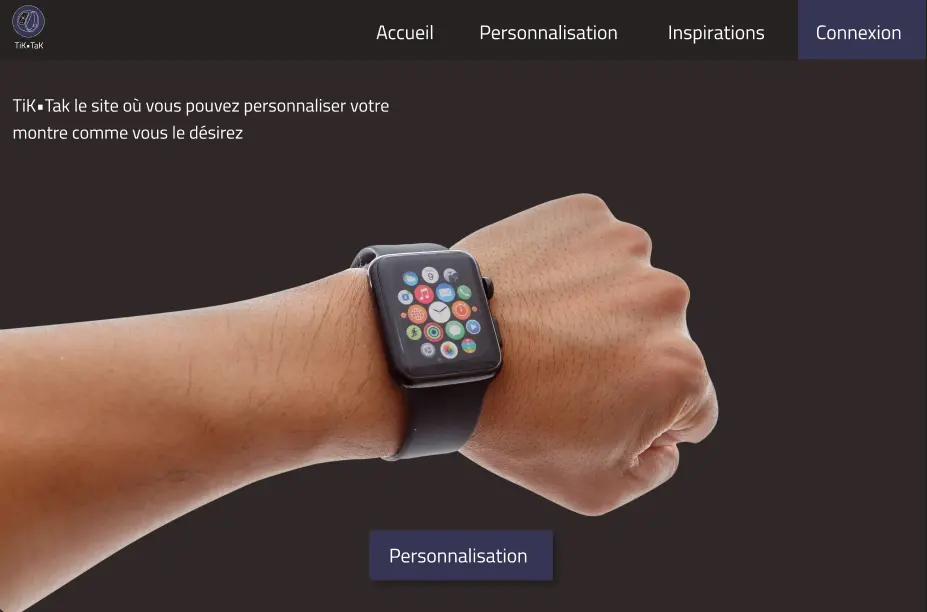 TiK▪TaK
Accueil
Personnalisation
Inspirations
Connexion
TiK▪Tak le site où vous pouvez personnaliser votre
montre comme vous le désirez
9
Personnalisation